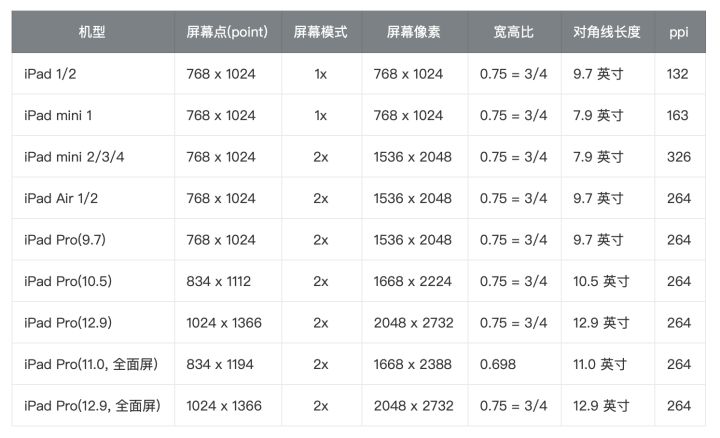 机型 屏幕点(point) 屏幕模式 屏幕像素 宽高比 对角线长度 ppi
iPad 1/2 768 x 1024 1x 768 x 1024 0.75 = 3/4 9.7 英寸 132
iPad mini 1 768 x 1024 1x 768 x 1024 0.75 = 3/4 7.9 英寸 163
iPad mini 2/3/4 768 x 1024 2x 1536 x 2048 0.75 = 3/4 7.9 英寸 326
iPad Air 1/2 768 x 1024 2x 1536 x 2048 0.75 = 3/4 9.7 英寸 264
iPad Pro(9.7) 768 x 1024 2x 1536 x 2048 0.75 = 3/4 9.7 英寸 264
iPad Pro(10.5) 834 x 1112 2x 1668 x 2224 0.75 = 3/4 10.5 英寸 264
iPad Pro(12.9) 1024 x 1366 2x 2048 x 2732 0.75 = 3/4 12.9 英寸 264
iPad Pro(11.0, 全面屏) 834 x 1194 2x 1668 x 2388 0.698 11.0 英寸 264
iPad Pro(12.9, 全面屏) 1024 x 1366 2x 2048 x 2732 0.75 = 3/4 12.9 英寸 264